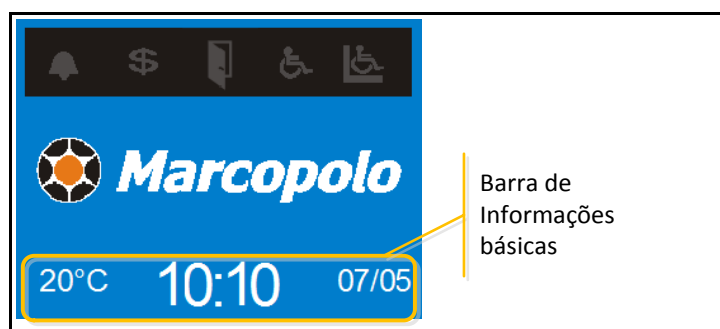 $
Marcopolo
20°C 10:10 07/05
Barra de
Informações
básicas